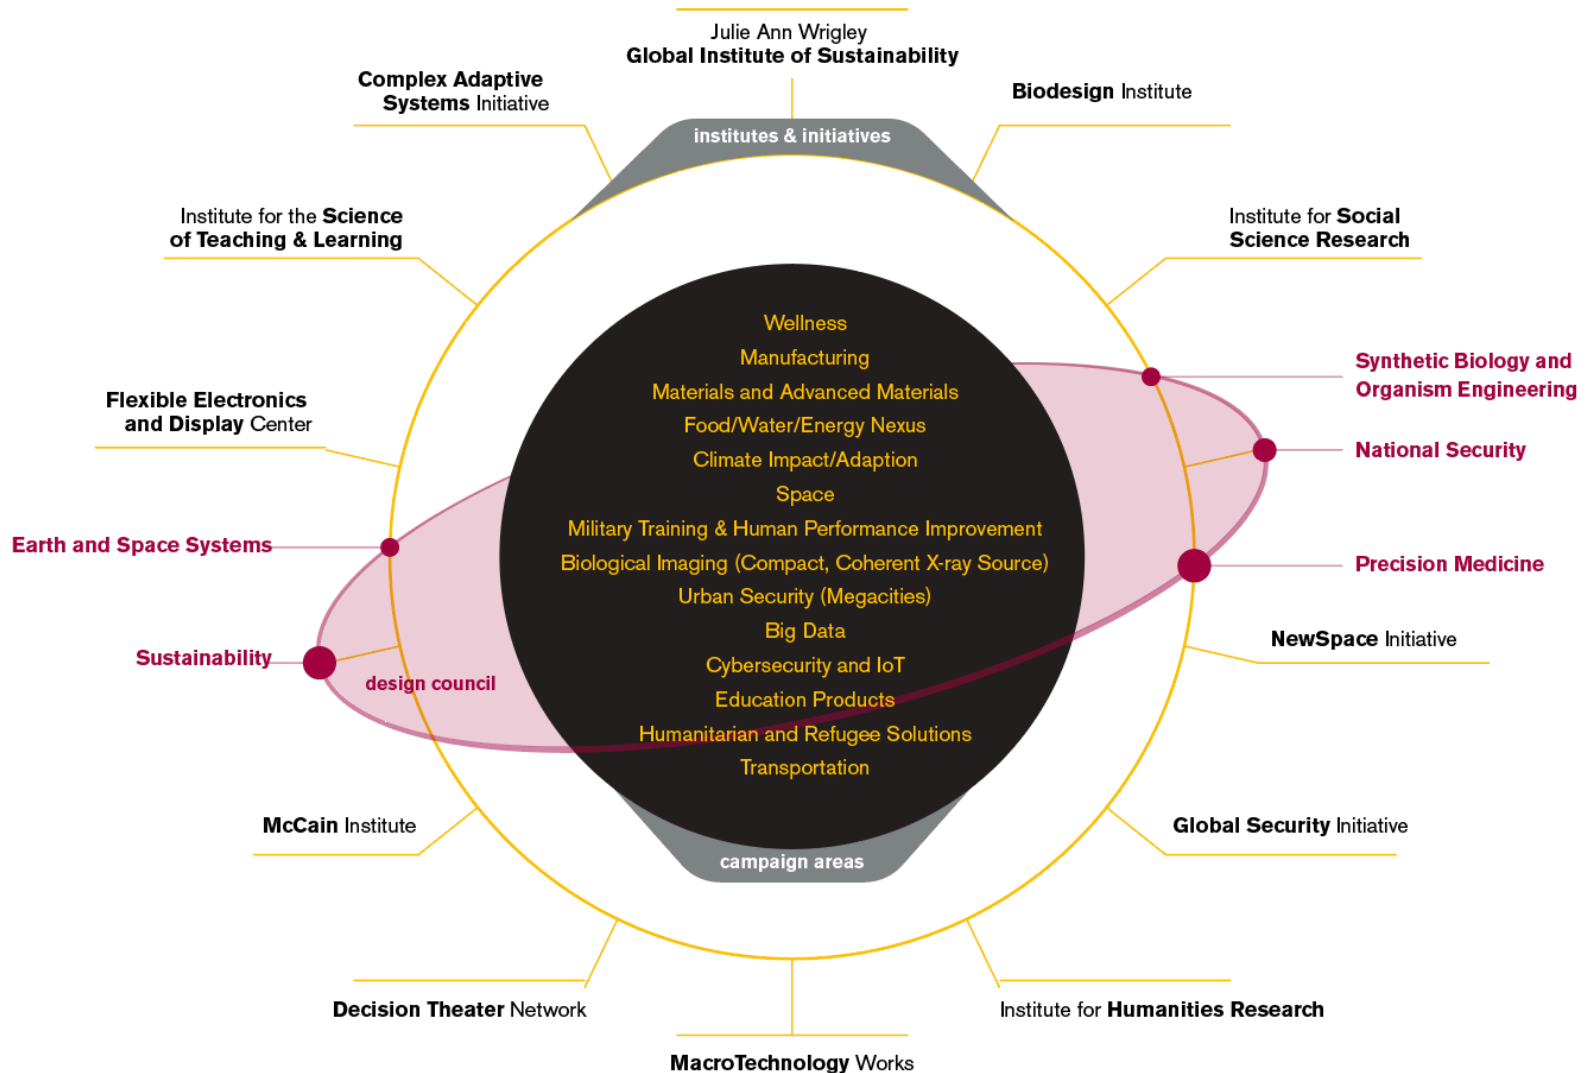 Julie Ann Wrigley
Global Institute of Sustainability
Complex Adaptive
Systems Initiative
Biodesign Institute
institutes & initiatives
Institute for the Science
of Teaching & Learning
Institute for Social
Science Research
Wellness
Manufacturing
Materials and Advanced Materials
Food/Water/Energy Nexus
Climate Impact/Adaption
Space
Military Training & Human Performance Improvement
Biological Imaging (Compact, Coherent X-ray Source)
Urban Security (Megacities)
Big Data
Cybersecurity and IoT
Education Products
Humanitarian and Refugee Solutions
Transportation
Synthetic Biology and
Organism Engineering
National Security
Precision Medicine
Flexible Electronics
and Display Center
Earth and Space Systems
Sustainability
design council
NewSpace Initiative
McCain Institute
Global Security Initiative
campaign areas
Decision Theater Network
Institute for Humanities Research
MacroTechnology Works